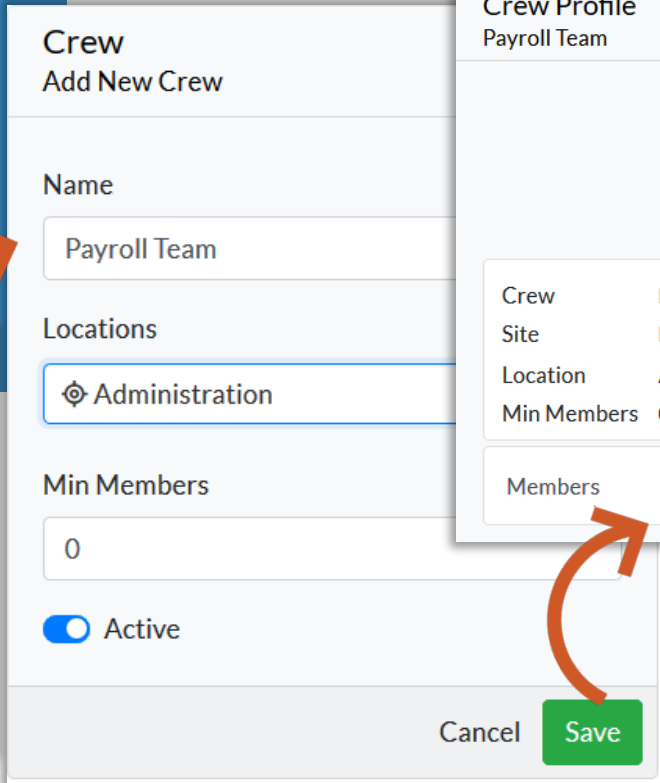 Crew
Add New Crew
Name
Payroll Team
Locations
Administration
Min Members
0
Active
Cancel
Save
Crew Profile
Payroll Team
Crew
Site
Location
Min Members
Members